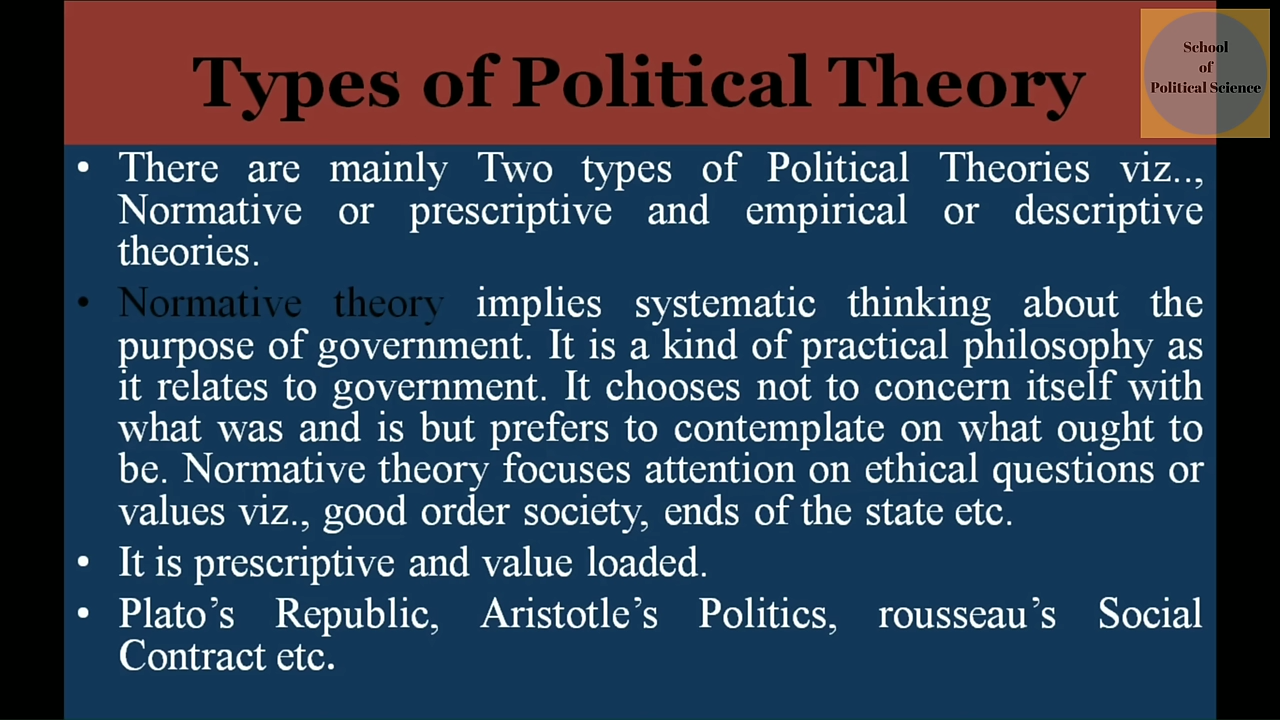 Types of Political Theory
School
of
Political Science
• There are mainly Two types of Political Theories viz..,
Normative or prescriptive and empirical or descriptive
theories.
• Normative theory implies systematic thinking about the
purpose of government. It is a kind of practical philosophy as
it relates to government. It chooses not to concern itself with
what was and is but prefers to contemplate on what ought to
be. Normative theory focuses attention on ethical questions or
values viz., good order society, ends of the state etc.
• It is prescriptive and value loaded.
• Plato’s Republic, Aristotle’s Politics, rousseau’s Social
Contract etc.